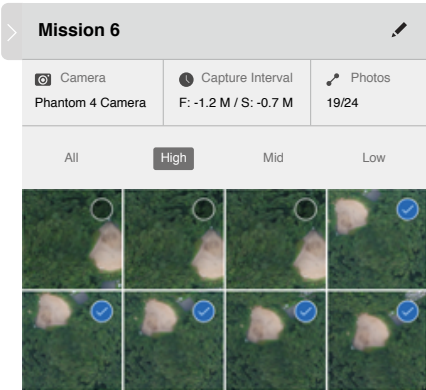 Mission 6
Camera
Capture Interval
Photos
Phantom 4 Camera
F: -1.2 M / S: -0.7 M
19/24
All
High
Mid
Low